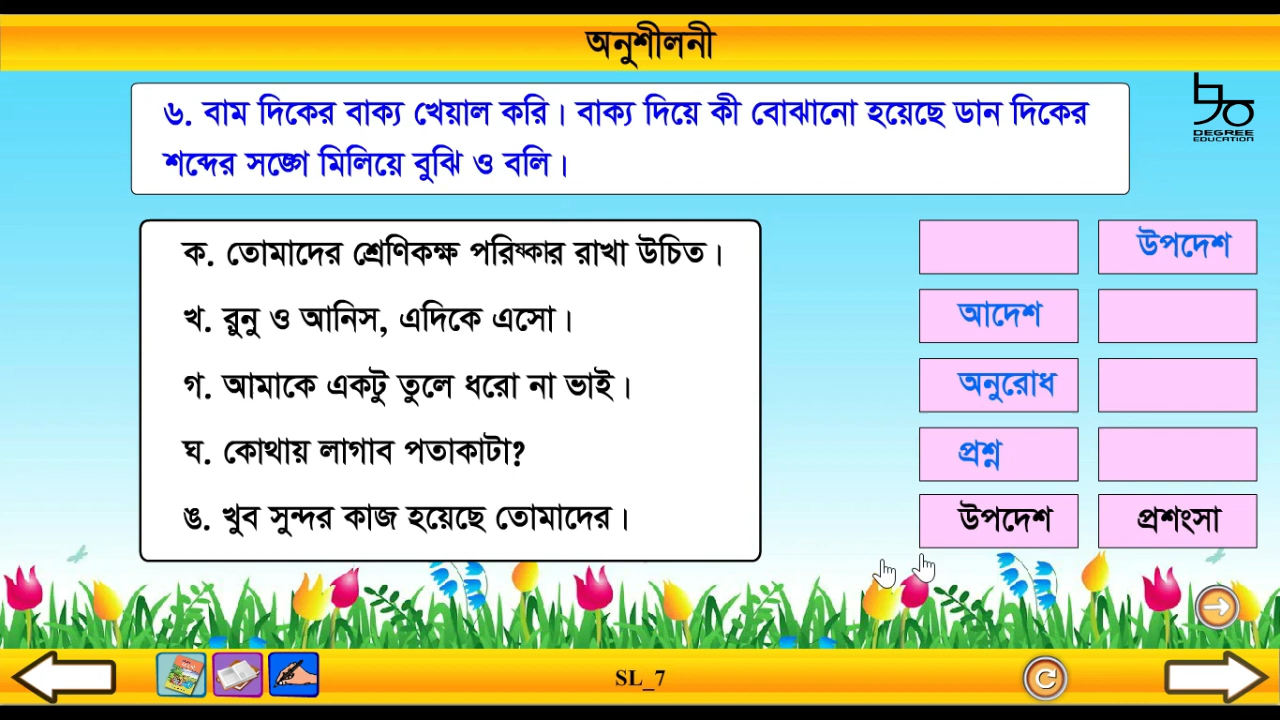 অনুশীলনী
৬. বাম দিকের বাক্য খেয়াল করি। বাক্য দিয়ে কী বোঝানো হয়েছে ডান দিকের
শব্দের সঙ্গে মিলিয়ে বুঝি ও বলি।
DEGREE
EDUCATION
ক. তোমাদের শ্রেণিকক্ষ পরিষ্কার রাখা উচিত।
উপদেশ
খ. রুনু ও আনিস, এদিকে এসো।
আদেশ
গ. আমাকে একটু তুলে ধরো না ভাই।
অনুরোধ
ঘ. কোথায় লাগাব পতাকাটা?
প্রশ্ন
ঙ. খুব সুন্দর কাজ হয়েছে তোমাদের।
উপদেশ প্রশংসা
SL_7